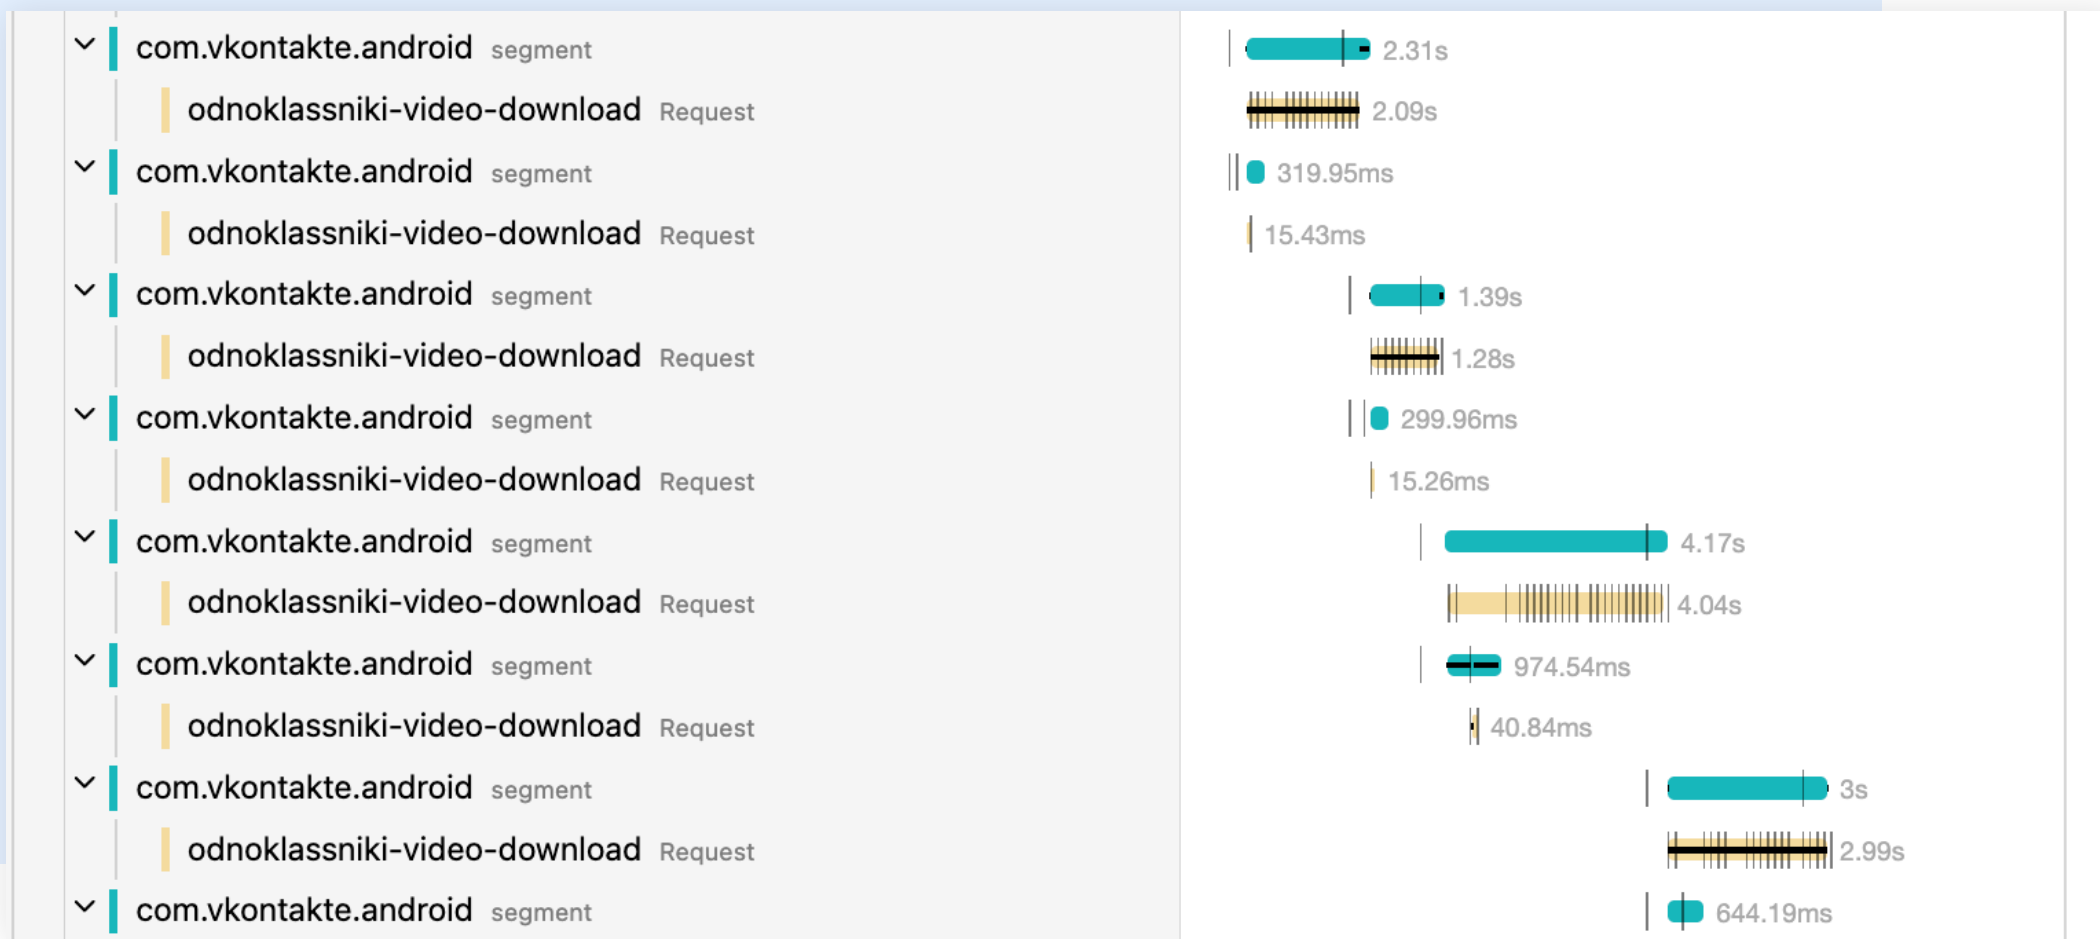 com.vkontakte.android segment 2.31s
odnoklassniki-video-download Request 2.09s
com.vkontakte.android segment 319.95ms
odnoklassniki-video-download Request 15.43ms
com.vkontakte.android segment 1.39s
odnoklassniki-video-download Request 1.28s
com.vkontakte.android segment 299.96ms
odnoklassniki-video-download Request 15.26ms
com.vkontakte.android segment 4.17s
odnoklassniki-video-download Request 4.04s
com.vkontakte.android segment 974.54ms
odnoklassniki-video-download Request 40.84ms
com.vkontakte.android segment 3s
odnoklassniki-video-download Request 2.99s
com.vkontakte.android segment 644.19ms